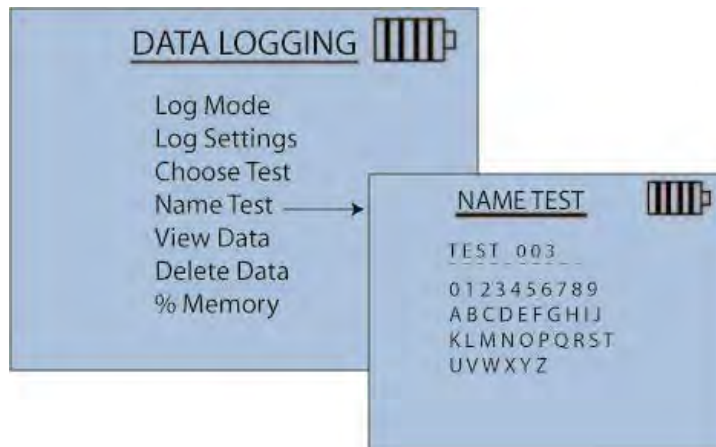 DATA LOGGING
Log Mode
Log Settings
Choose Test
Name Test
View Data
Delete Data
% Memory
NAME TEST
TEST 003
0123456789
ABCDEFGHIJ
KLMNOPQRST
UVWXYZ